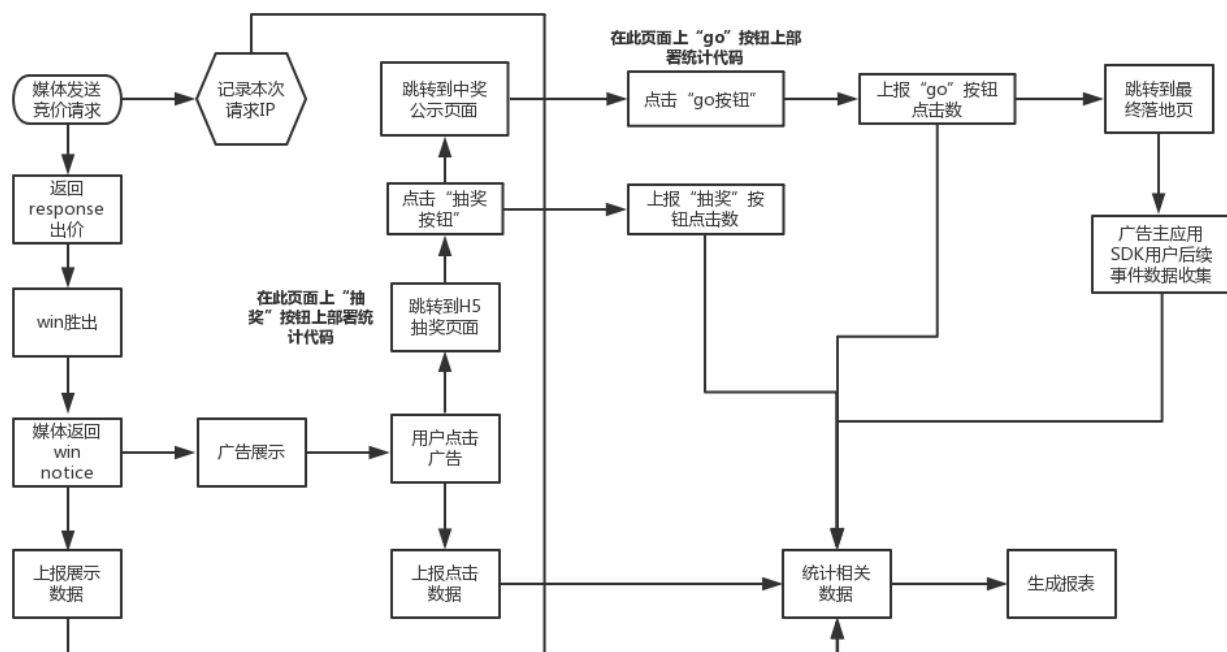 在此页面上“go”按钮上部
署统计代码
媒体发送
竞价请求
记录本次
请求IP
跳转到中奖
公示页面
点击“go按钮”
上报“go”按钮
点击数
跳转到最
终落地页
返回
response
出价
点击“抽奖
按钮”
上报“抽奖”按
钮点击数
广告主应用
SDK用户后续
事件数据收集
win胜出
在此页面上“抽
奖”按钮上部署统
计代码
跳转到H5
抽奖页面
媒体返回
win
notice
广告展示
用户点击
广告
上报展示
数据
上报点击
数据
统计相关
数据
生成报表